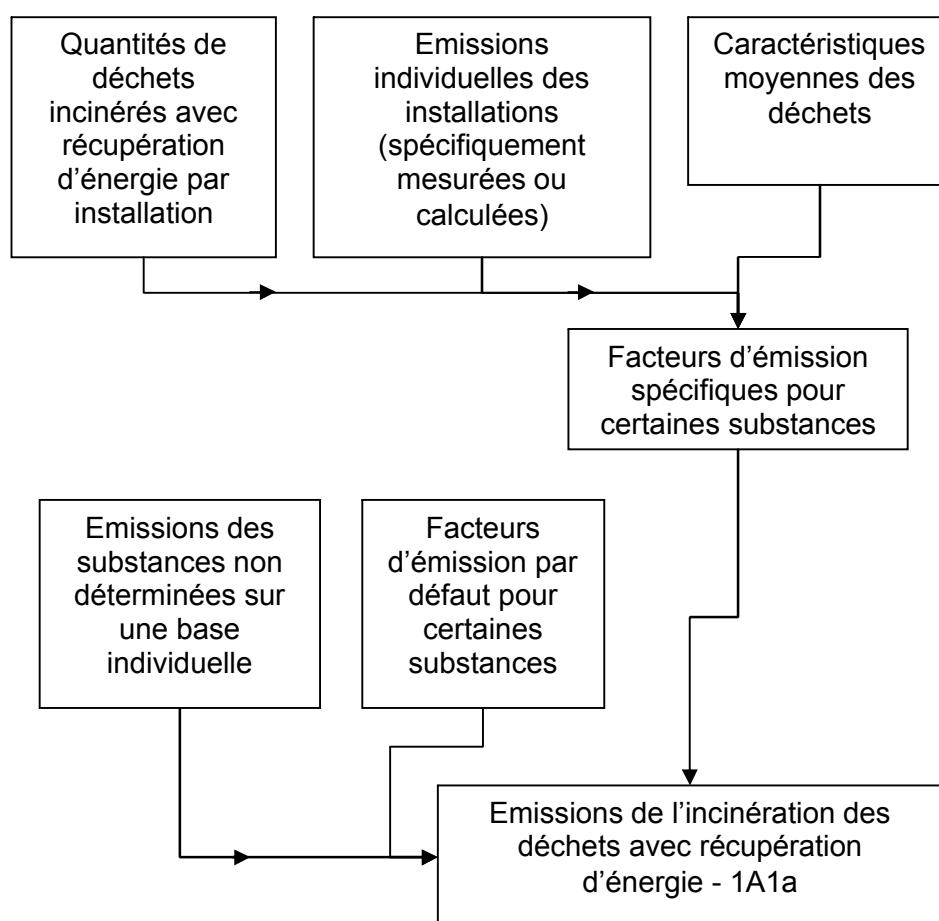 Quantités de
déchets
incinérés avec
récupération
d’énergie par
installation
Emissions
individuelles des
installations
(spécifiquement
mesurées ou
calculées)
Caractéristiques
moyennes des
déchets
Facteurs d’émission
spécifiques pour
certaines substances
Emissions des
substances non
déterminées sur
une base
individuelle
Facteurs
d’émission par
défaut pour
certaines
substances
Emissions de l’incinération des
déchets avec récupération
d’énergie - 1A1a